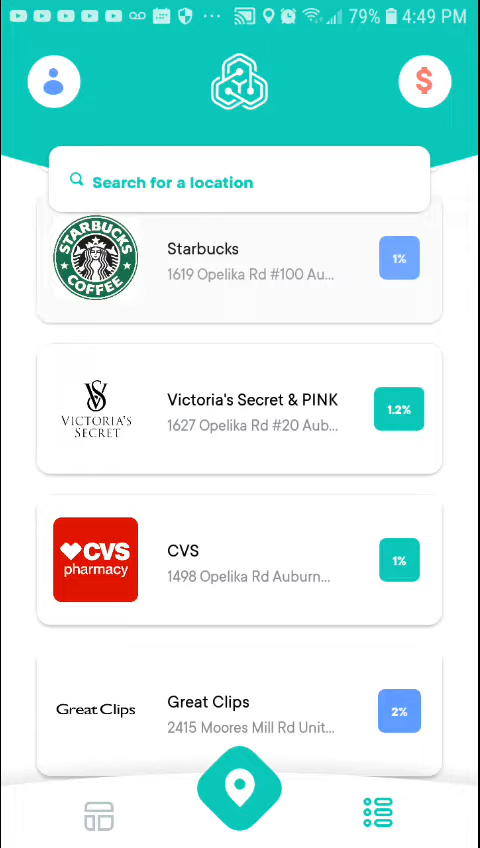 79% 4:49 PM
$
Search for a location
STARBUCKS
COFFEE
Starbucks
1619 Opelika Rd #100 Au...
1%
VS
VICTORIA'S
SECRET
Victoria's Secret & PINK
1627 Opelika Rd #20 Aub...
1.2%
CVS
pharmacy
CVS
1498 Opelika Rd Auburn...
1%
Great Clips
Great Clips
2415 Moores Mill Rd Unit...
2%